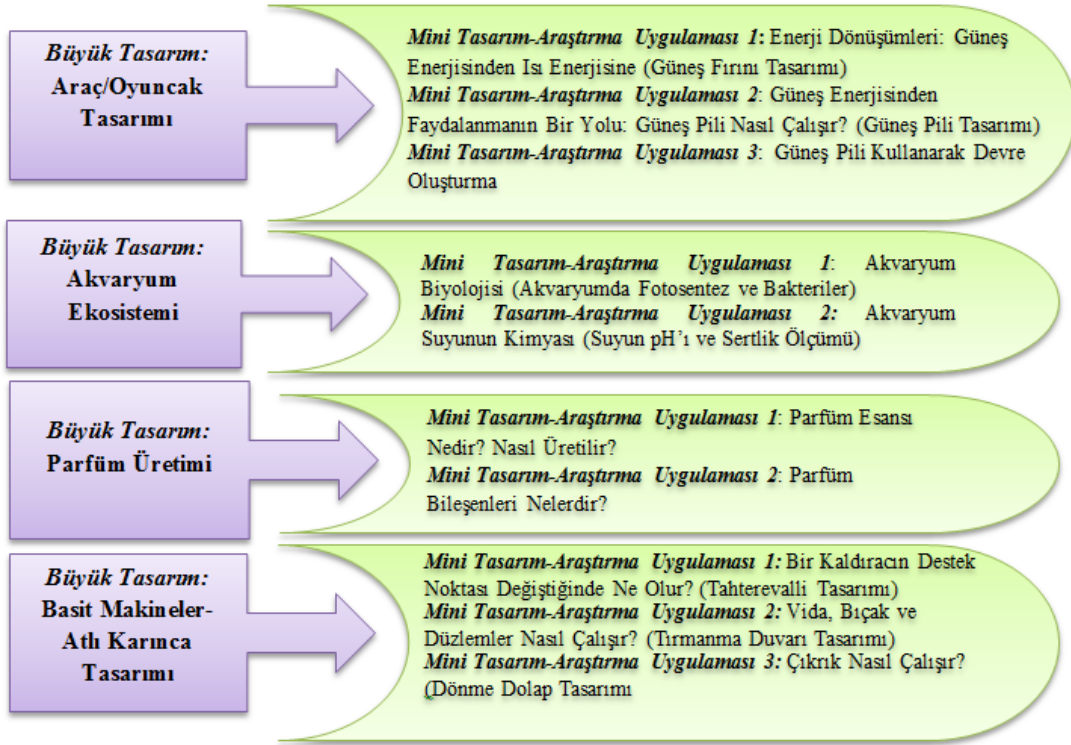 Büyük Tasarım:
Araç/Oyuncak
Tasarımı
Mini Tasarım-Araştırma Uygulaması 1: Enerji Dönüşümleri: Güneş
Enerjisinden Isı Enerjisine (Güneş Fırını Tasarımı)
Mini Tasarım-Araştırma Uygulaması 2: Güneş Enerjisinden
Faydalanmanın Bir Yolu: Güneş Pili Nasıl Çalışır? (Güneş Pili Tasarımı)
Mini Tasarım-Araştırma Uygulaması 3: Güneş Pili Kullanarak Devre
Oluşturma
Büyük Tasarım:
Akvaryum
Ekosistemi
Mini Tasarım-Araştırma Uygulaması 1: Akvaryum
Biyolojisi (Akvaryumda Fotosentez ve Bakteriler)
Mini Tasarım-Araştırma Uygulaması 2: Akvaryum
Suyunun Kimyası (Suyun pH'ı ve Sertlik Ölçümü)
Büyük Tasarım:
Parfüm Üretimi
Mini Tasarım-Araştırma Uygulaması 1: Parfüm Esansı
Nedir? Nasıl Üretilir?
Mini Tasarım-Araştırma Uygulaması 2: Parfüm
Bileşenleri Nelerdir?
Büyük Tasarım:
Basit Makineler-
Atlı Karınca
Tasarımı
Mini Tasarım-Araştırma Uygulaması 1: Bir Kaldıracın Destek
Noktası Değiştiğinde Ne Olur? (Tahterevalli Tasarımı)
Mini Tasarım-Araştırma Uygulaması 2: Vida, Bıçak ve
Düzlemler Nasıl Çalışır? (Tırmanma Duvarı Tasarımı)
Mini Tasarım-Araştırma Uygulaması 3: Çıkrık Nasıl Çalışır?
(Dönme Dolap Tasarımı